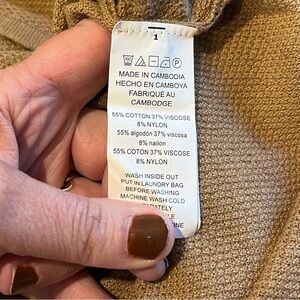 1
MADE IN CAMBODIA
HECHO EN CAMBOYA
FABRIQUÉ AU
CAMBODGE
55% COTTON 37% VISCOSE
8% NYLON
55% algodón 37% viscosa
8% nailon
55% COTTON 37% VISCOSE
8% NYLON
WASH INSIDE OUT
PUT IN LAUNDRY BAG
BEFORE WASHING
MACHINE WASH COLD